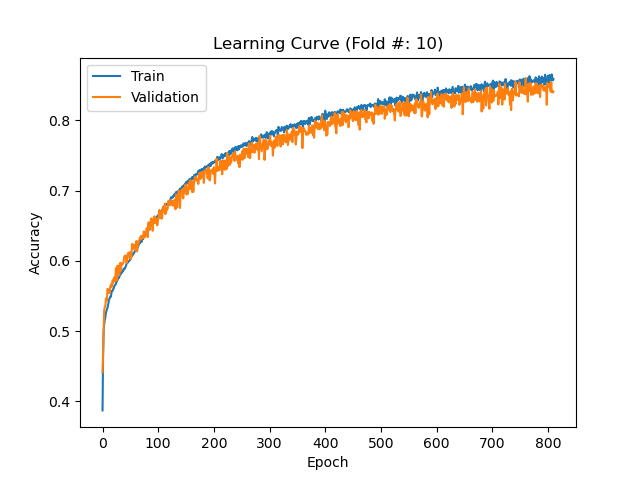 Learning Curve (Fold #: 10)
Train
Validation
Accuracy
0.8
0.7
0.6
0.5
0.4
0 100 200 300 400 500 600 700 800
Epoch